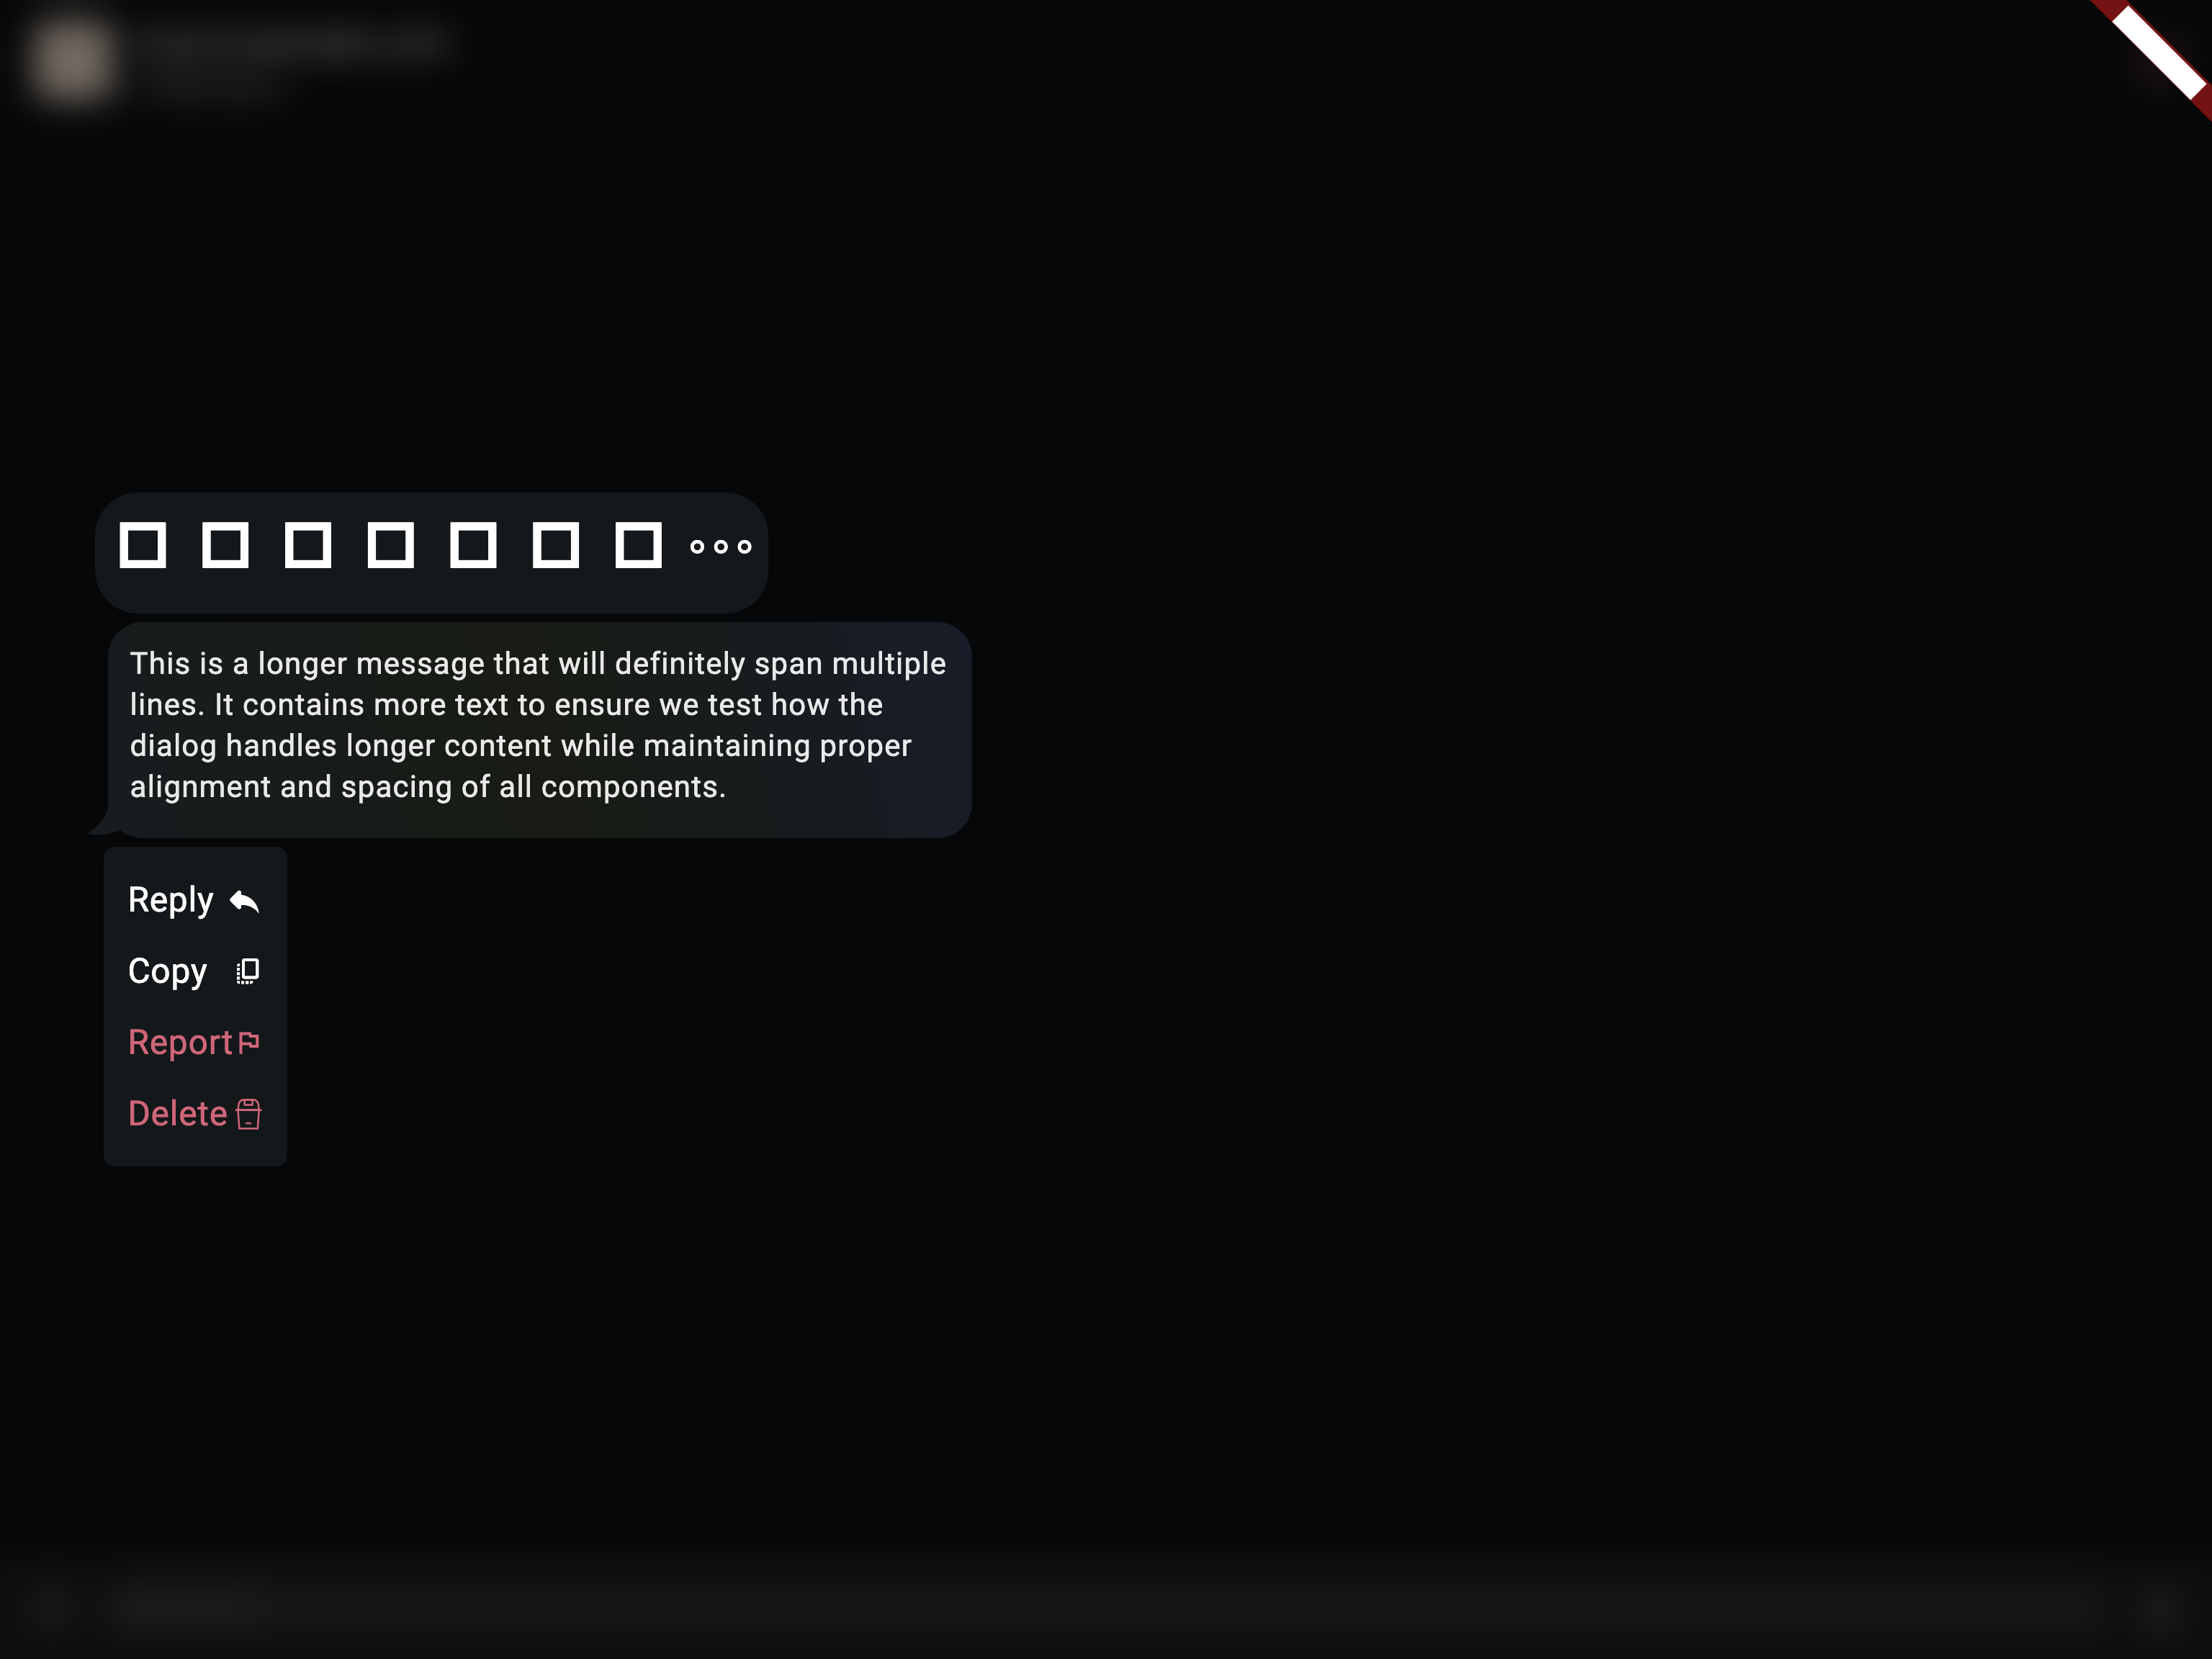 This is a longer message that will definitely span multiple
lines. It contains more text to ensure we test how the
dialog handles longer content while maintaining proper
alignment and spacing of all components.
Reply
Copy
Report
Delete